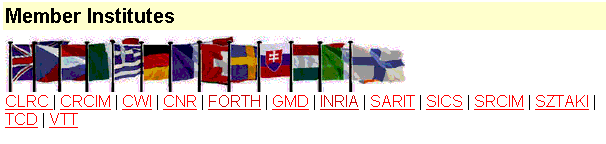 Member Institutes
CLRC | CRCIM | CWI | CNR | FORTH | GMD | INRIA | SARIT | SICS | SRCIM | SZTAKI |
TCD | VTT